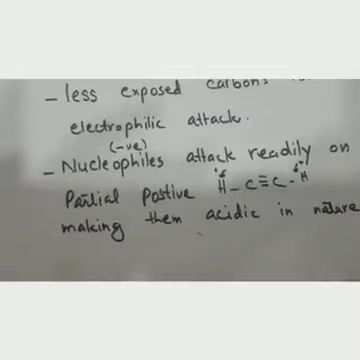 - less exposed carbons
electrophilic attack.
(-ve)
- Nucleophiles attack readily on
Partial Postive H - C≡C - H
making them acidic in nature